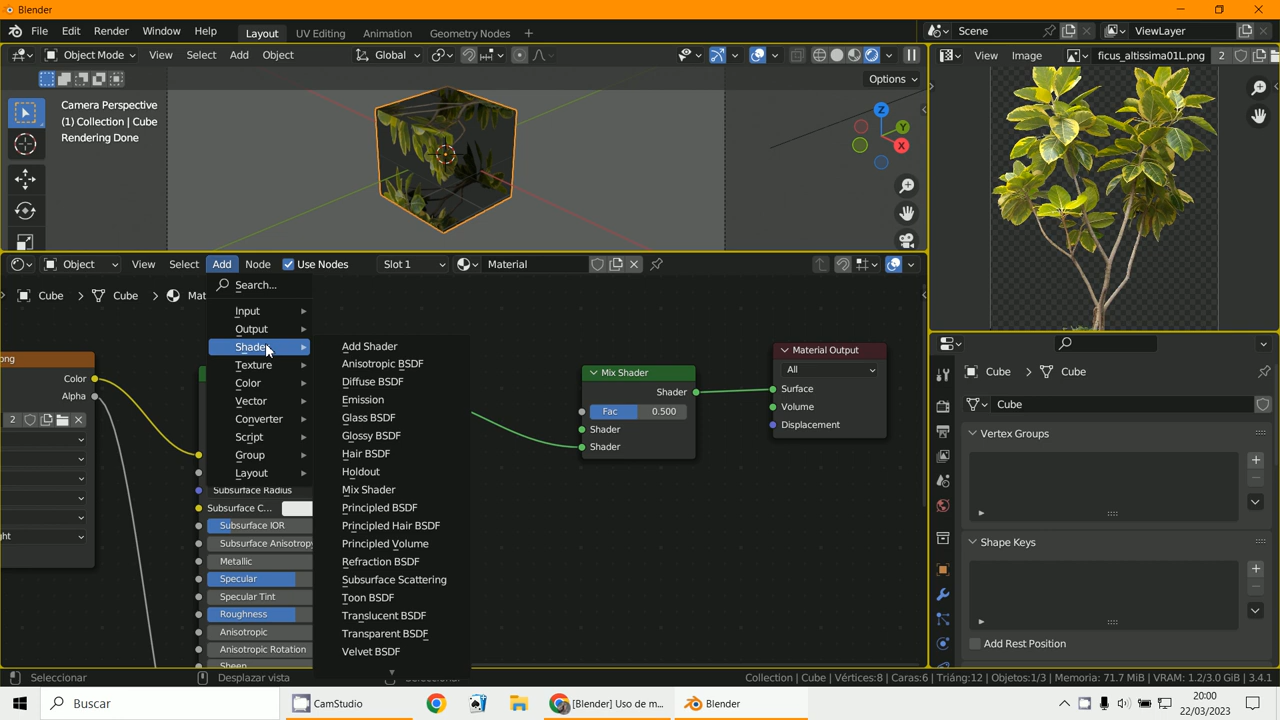 Blender
File Edit Render Window Help
Layout UV Editing Animation Geometry Nodes +
Scene
ViewLayer
Object Mode View Select Add Object
Global
Options
View Image ficus_altissima01L.png 2
Camera Perspective
(1) Collection | Cube
Rendering Done
Z
Y
X
Object View Select Add Node Use Nodes Slot 1 Material
Cube Cube Mat
Search...
Input
Output
Shader
Texture
Color
Vector
Converter
Script
Group
Layout
Add Shader
Anisotropic BSDF
Diffuse BSDF
Emission
Glass BSDF
Glossy BSDF
Hair BSDF
Holdout
Mix Shader
Principled BSDF
Principled Hair BSDF
Principled Volume
Refraction BSDF
Subsurface Scattering
Toon BSDF
Translucent BSDF
Transparent BSDF
Velvet BSDF
ong
Color
Alpha
2
ght
Subsurface Radius
Subsurface C...
Subsurface IOR
Subsurface Anisotropy
Metallic
Specular
Specular Tint
Roughness
Anisotropic
Anisotropic Rotation
Sheen
Mix Shader
Shader
Fac 0.500
Shader
Shader
Material Output
All
Surface
Volume
Displacement
Cube Cube
Cube
Vertex Groups
Shape Keys
Add Rest Position
Seleccionar Desplazar vista Seleccionar Collection | Cube | Vértices:8 | Caras:6 | Triáng:12 | Objetos:1/3 | Memoria: 71.7 MiB | VRAM: 1.2/3.0 GiB | 3.4.1
Buscar CamStudio [Blender] Uso de m... Blender
20:00
22/03/2023